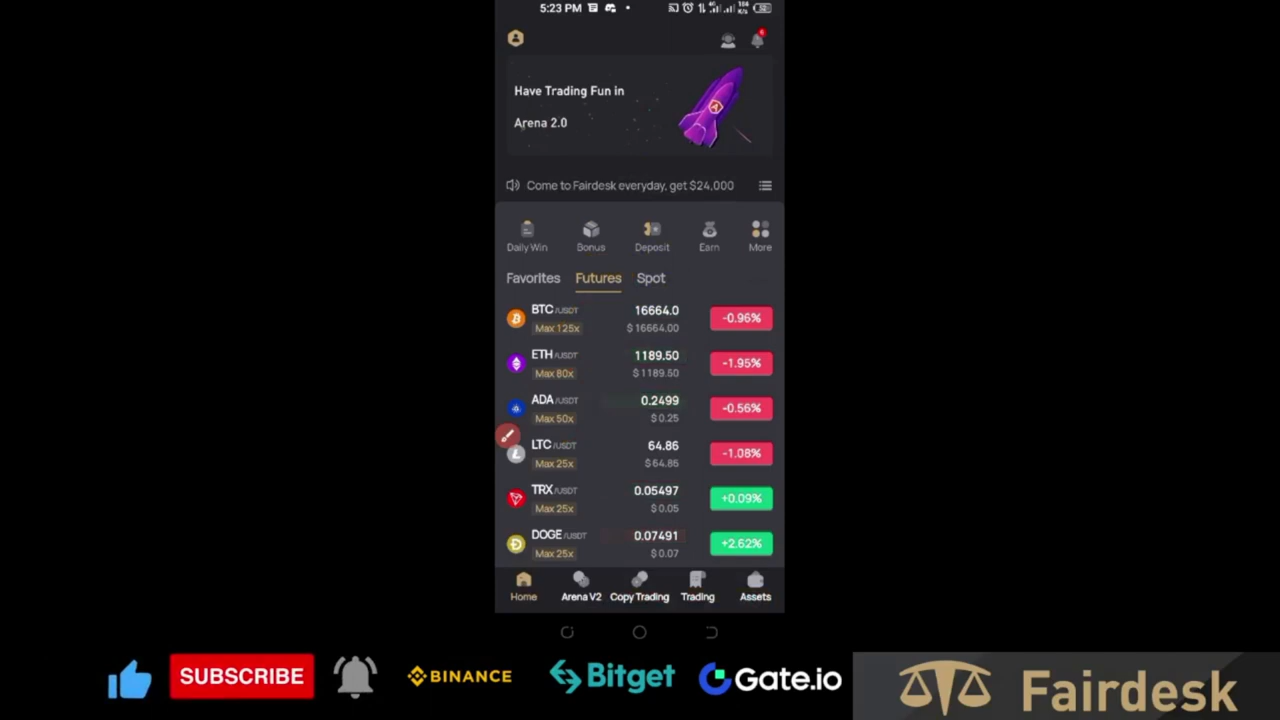 5:23 PM
4G
184
K/s
6
Have Trading Fun in
Arena 2.0
Come to Fairdesk everyday, get $24,000
Daily Win Bonus Deposit Earn More
Favorites Futures Spot
BTC /USDT 16664.0 -0.96%
Max 125x $ 16664.00
ETH /USDT 1189.50 -1.95%
Max 80x $ 1189.50
ADA /USDT 0.2499 -0.56%
Max 50x $ 0.25
LTC /USDT 64.86 -1.08%
Max 25x $ 64.86
TRX /USDT 0.05497 +0.09%
Max 25x $ 0.05
DOGE /USDT 0.07491 +2.62%
Max 25x $ 0.07
Home Arena V2 Copy Trading Trading Assets
SUBSCRIBE BINANCE Bitget Gate.io Fairdesk